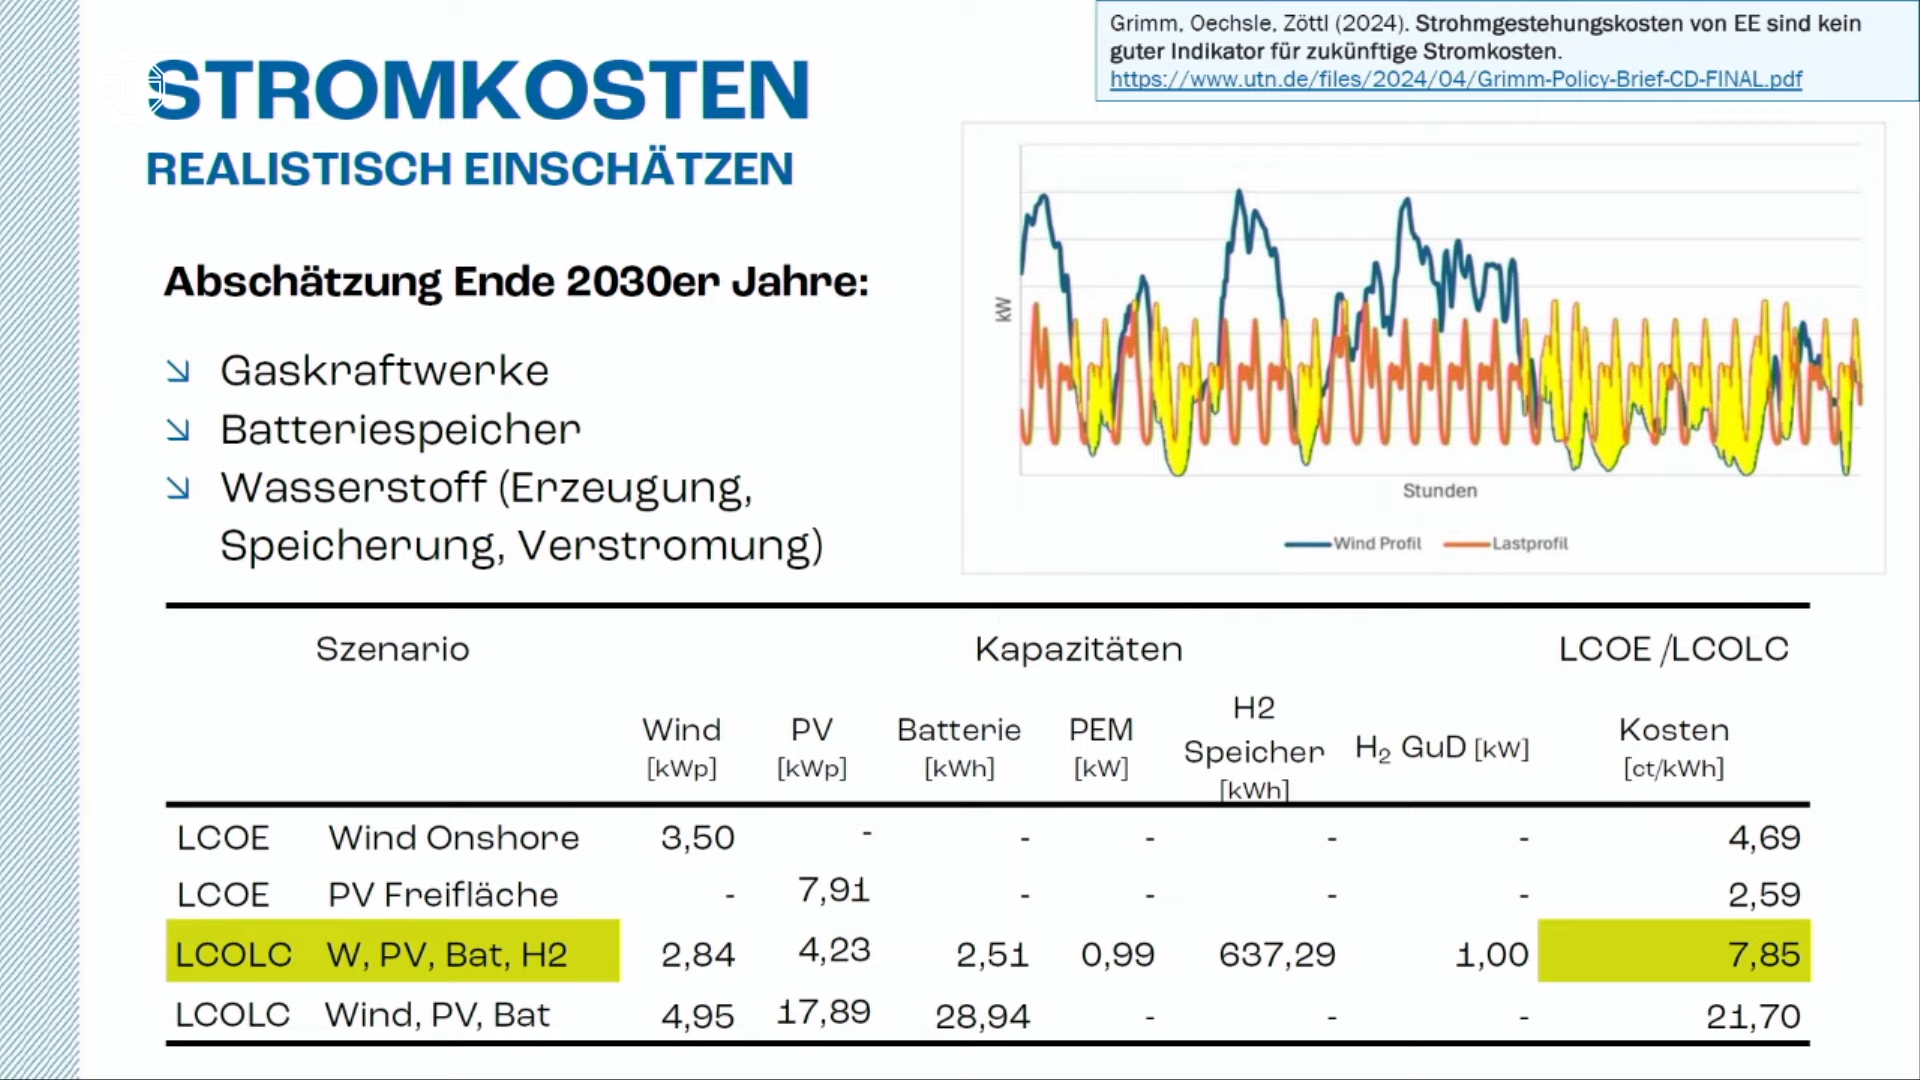 Grimm, Oechsle, Zöttl (2024). Strohmgestehungskosten von EE sind kein
guter Indikator für zukünftige Stromkosten.
https://www.utn.de/files/2024/04/Grimm-Policy-Brief-CD-FINAL.pdf
STROMKOSTEN
REALISTISCH EINSCHÄTZEN
Abschätzung Ende 2030er Jahre:
Gaskraftwerke
Batteriespeicher
Wasserstoff (Erzeugung,
Speicherung, Verstromung)
kW
Stunden
Wind Profil Lastprofil
Szenario Kapazitäten LCOE /LCOLC
Wind PV Batterie PEM H2 Speicher H₂ GuD [kW] Kosten
[kWp] [kWp] [kWh] [kW] [kWh] [ct/kWh]
LCOE Wind Onshore 3,50 - - - - - 4,69
LCOE PV Freifläche - 7,91 - - - - 2,59
LCOLC W, PV, Bat, H2 2,84 4,23 2,51 0,99 637,29 1,00 7,85
LCOLC Wind, PV, Bat 4,95 17,89 28,94 - - - 21,70